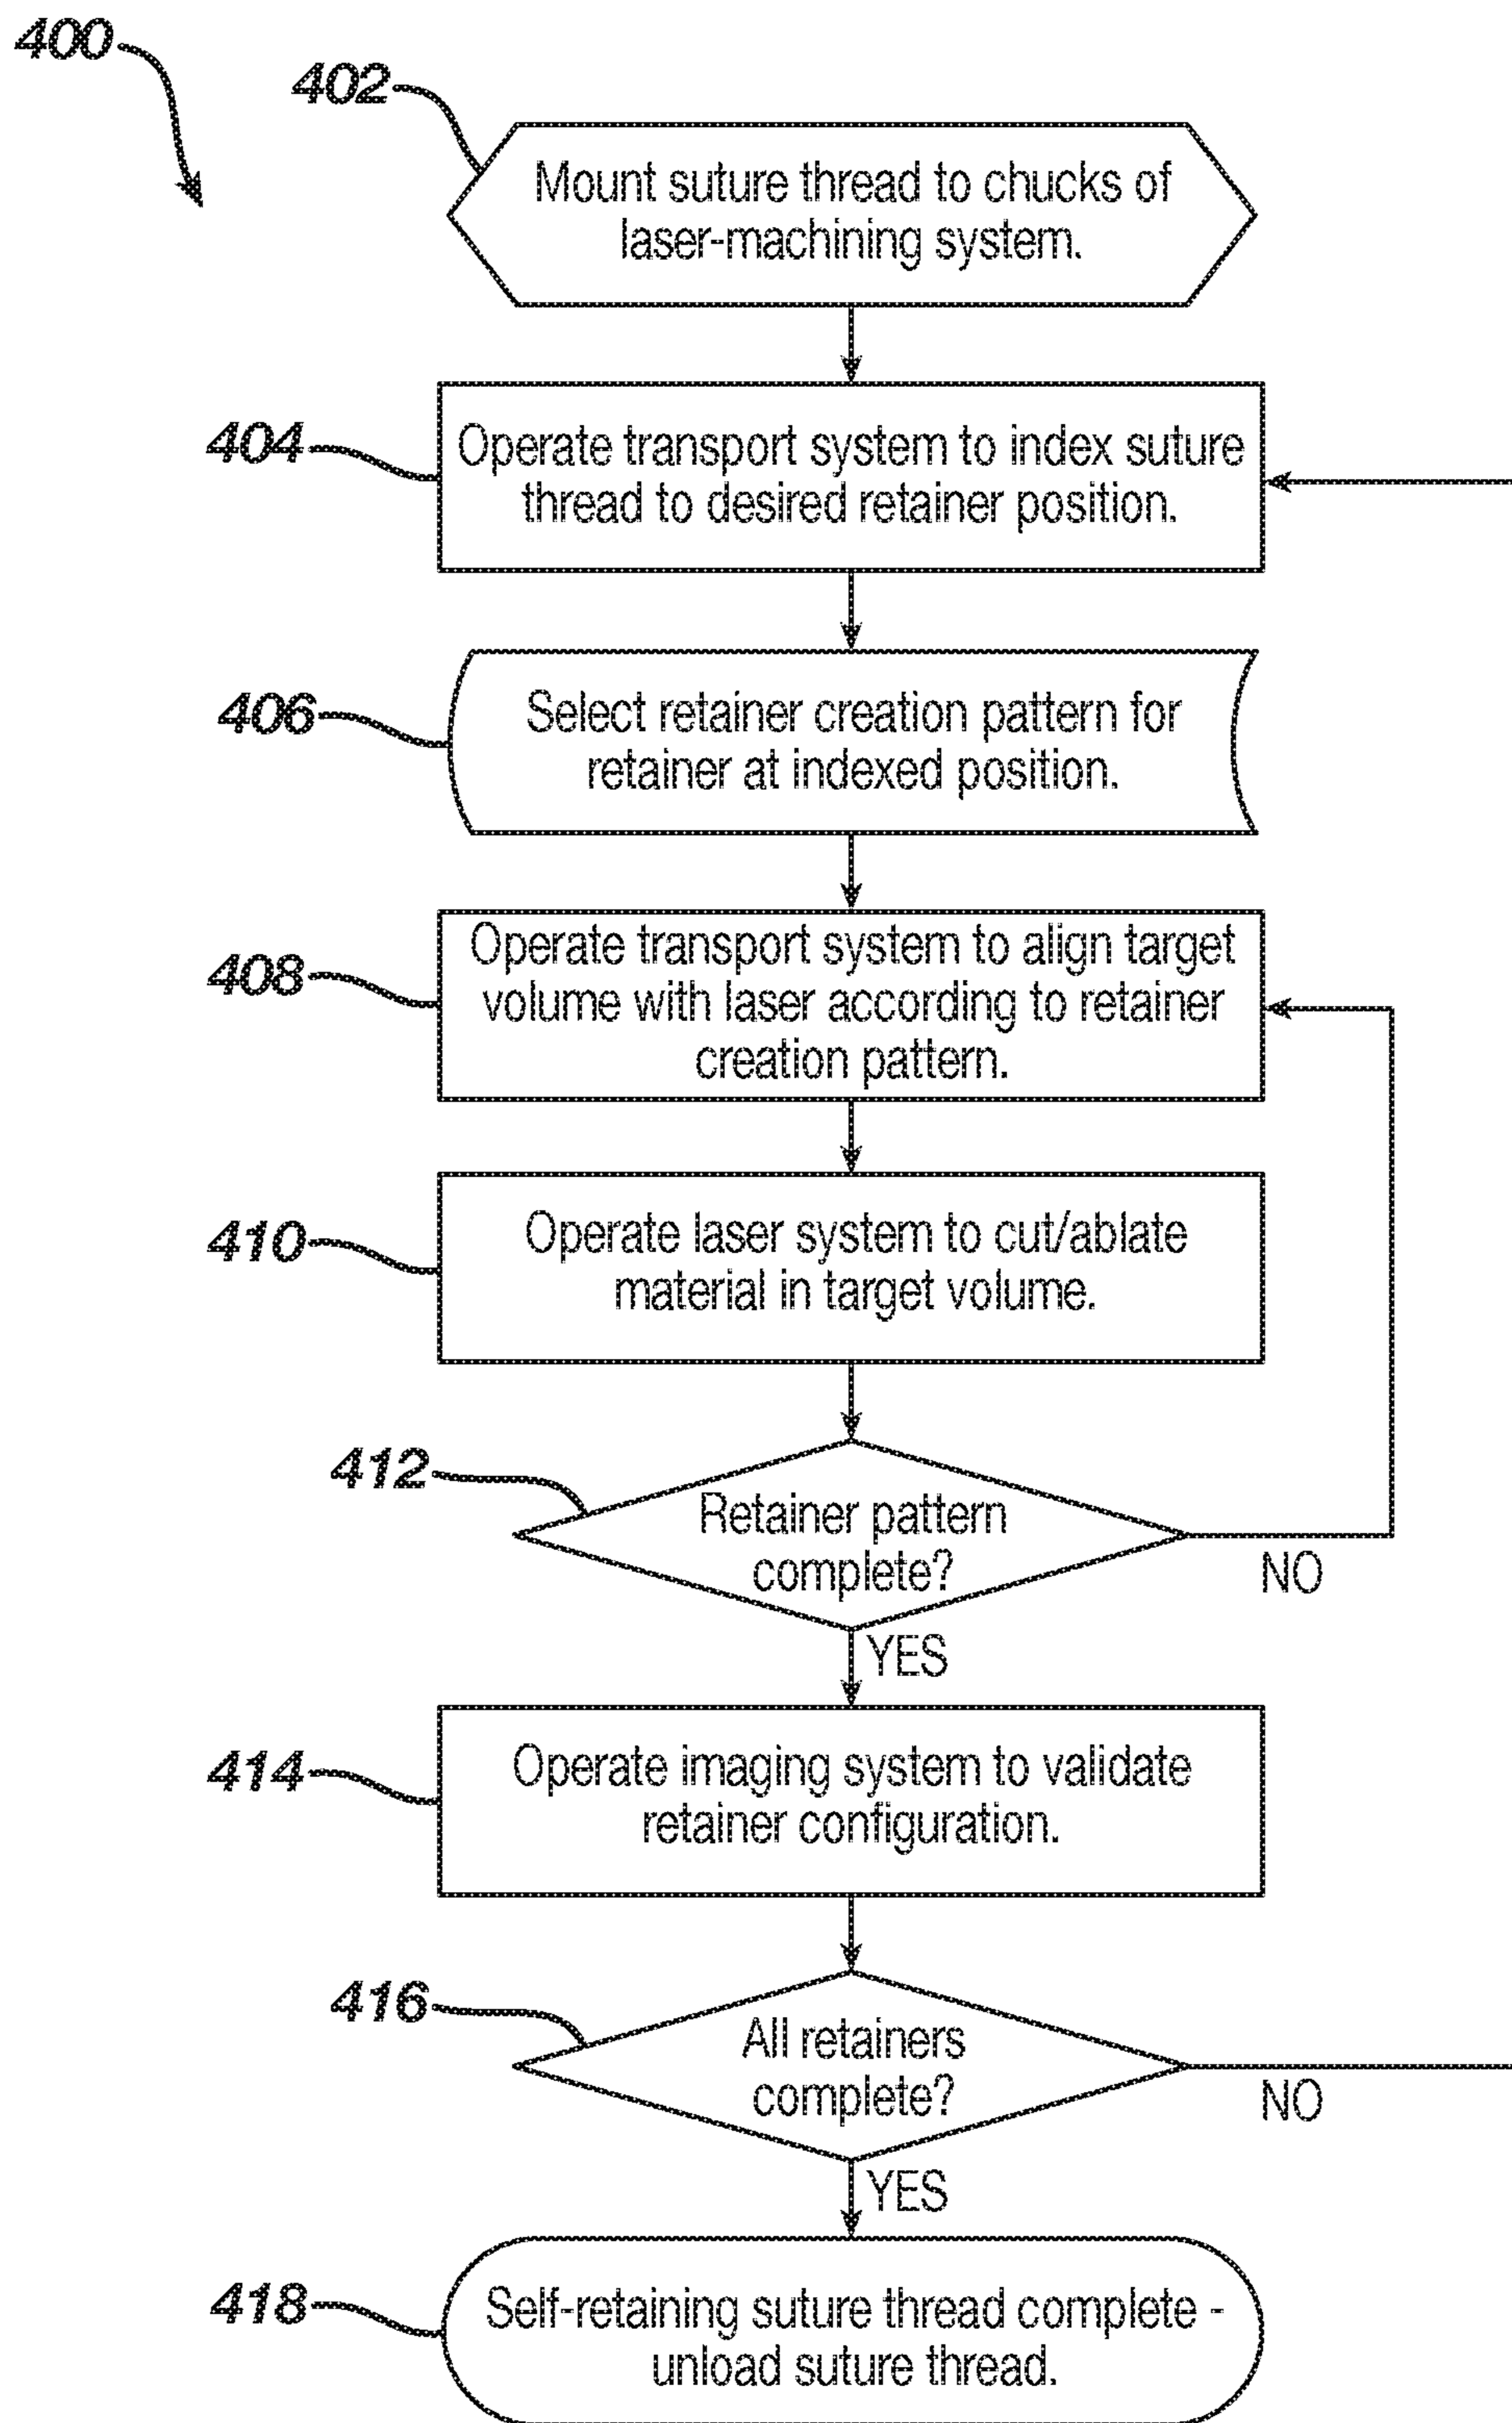 400
402
Mount suture thread to chucks of
laser-machining system.
404
Operate transport system to index suture
thread to desired retainer position.
406
Select retainer creation pattern for
retainer at indexed position.
408
Operate transport system to align target
volume with laser according to retainer
creation pattern.
410
Operate laser system to cut/ablate
material in target volume.
412
Retainer pattern
complete?
NO
YES
414
Operate imaging system to validate
retainer configuration.
416
All retainers
complete?
NO
YES
418
Self-retaining suture thread complete -
unload suture thread.